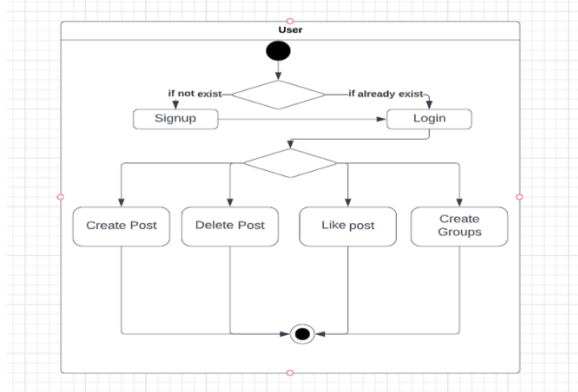 User
if not exist
if already exist
Signup
Login
Create Post
Delete Post
Like post
Create
Groups